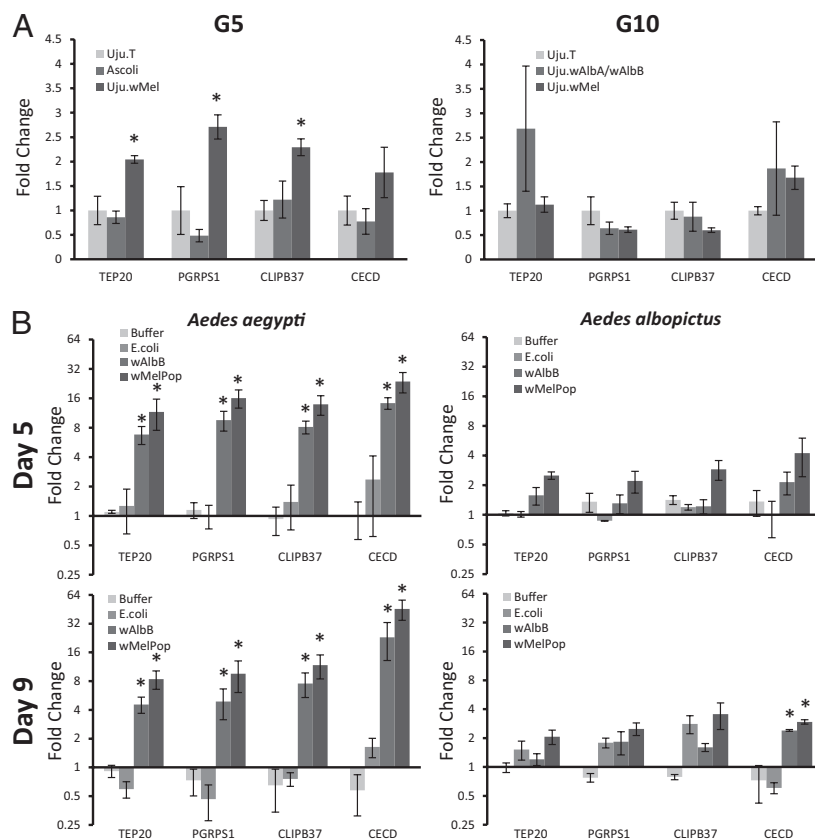 A
G5
G10
Fold Change
4.5
4
3.5
3
2.5
2
1.5
1
0.5
0
Uju.T
Ascoli
Uju.wMel
*
*
*
TEP20 PGRPS1 CLIPB37 CECD
Fold Change
4.5
4
3.5
3
2.5
2
1.5
1
0.5
0
Uju.T
Uju.wAlbA/wAlbB
Uju.wMel
TEP20 PGRPS1 CLIPB37 CECD
B
Aedes aegypti
Aedes albopictus
Day 5
Fold Change
64
32
16
8
4
2
1
0.5
0.25
Buffer
E.coli
wAlbB
wMelPop
* * * * * * * *
TEP20 PGRPS1 CLIPB37 CECD
Fold Change
64
32
16
8
4
2
1
0.5
0.25
Buffer
E.coli
wAlbB
wMelPop
TEP20 PGRPS1 CLIPB37 CECD
Day 9
Fold Change
64
32
16
8
4
2
1
0.5
0.25
Buffer
E.coli
wAlbB
wMelPop
* * * * * * * *
TEP20 PGRPS1 CLIPB37 CECD
Fold Change
64
32
16
8
4
2
1
0.5
0.25
Buffer
E.coli
wAlbB
wMelPop
* *
TEP20 PGRPS1 CLIPB37 CECD